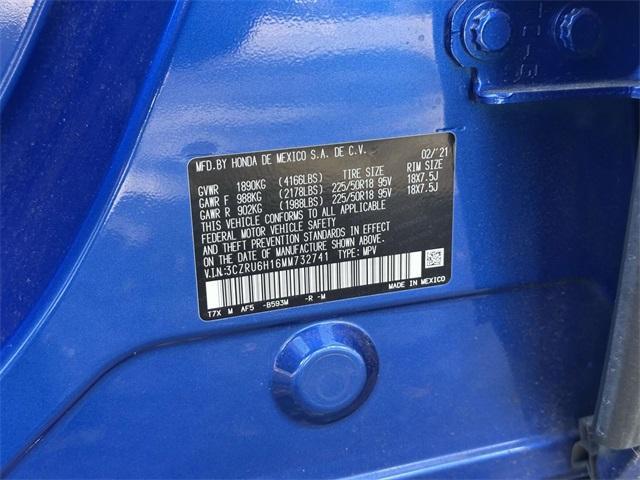 MFD.BY HONDA DE MEXICO S.A. DE C.V. 02/'21
TIRE SIZE RIM SIZE
GVWR 1890KG (4166LBS)
GAWR F 988KG (2178LBS) 225/50R18 95V 18X7.5J
GAWR R 902KG (1988LBS) 225/50R18 95V 18X7.5J
THIS VEHICLE CONFORMS TO ALL APPLICABLE
FEDERAL MOTOR VEHICLE SAFETY
AND THEFT PREVENTION STANDARDS IN EFFECT
ON THE DATE OF MANUFACTURE SHOWN ABOVE.
V.I.N:3CZRU6H16MM732741 TYPE: MPV
T7X M AF5 -B593M -R -M MADE IN MEXICO